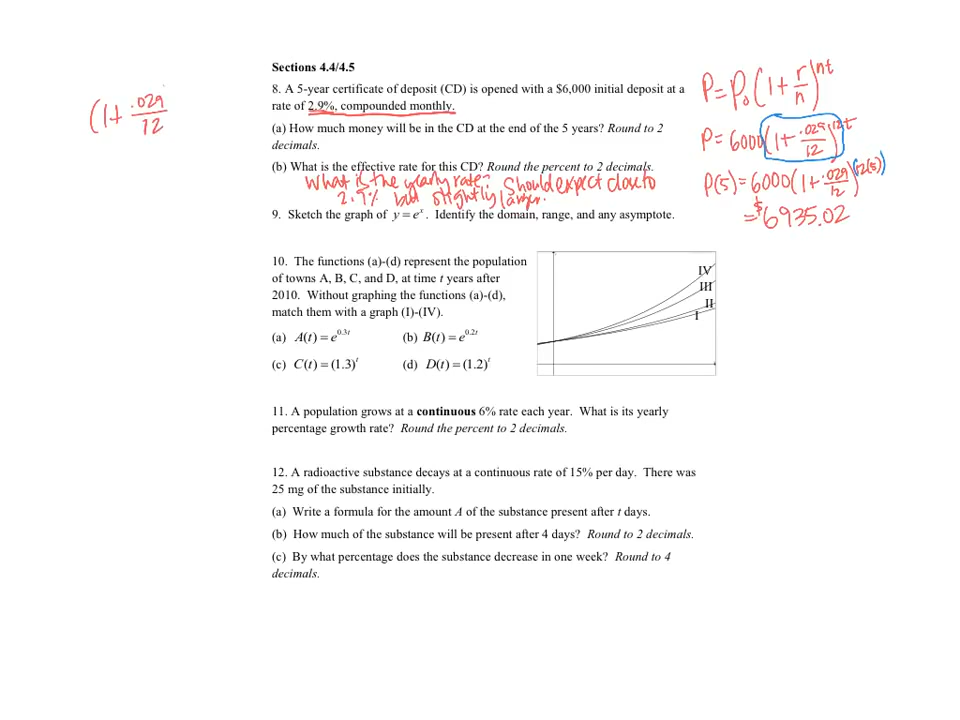 Sections 4.4/4.5
8. A 5-year certificate of deposit (CD) is opened with a $6,000 initial deposit at a
rate of 2.9%, compounded monthly.
(a) How much money will be in the CD at the end of the 5 years? Round to 2
decimals.
(b) What is the effective rate for this CD? Round the percent to 2 decimals.
What is the yearly rate? Should expect close to
2.9% but slightly larger.
(1+ .029/12
P=P₀(1+ r/n)^nt
P=6000(1+ .029/12)^12t
P(5)=6000(1+ .029/12)^(12(5))
=$6935.02
9. Sketch the graph of y = e^x. Identify the domain, range, and any asymptote.
10. The functions (a)-(d) represent the population
of towns A, B, C, and D, at time t years after
2010. Without graphing the functions (a)-(d),
match them with a graph (I)-(IV).
(a) A(t) = e^0.3t (b) B(t) = e^0.2t
(c) C(t) = (1.3)^t (d) D(t) = (1.2)^t
IV
III
II
I
11. A population grows at a continuous 6% rate each year. What is its yearly
percentage growth rate? Round the percent to 2 decimals.
12. A radioactive substance decays at a continuous rate of 15% per day. There was
25 mg of the substance initially.
(a) Write a formula for the amount A of the substance present after t days.
(b) How much of the substance will be present after 4 days? Round to 2 decimals.
(c) By what percentage does the substance decrease in one week? Round to 4
decimals.